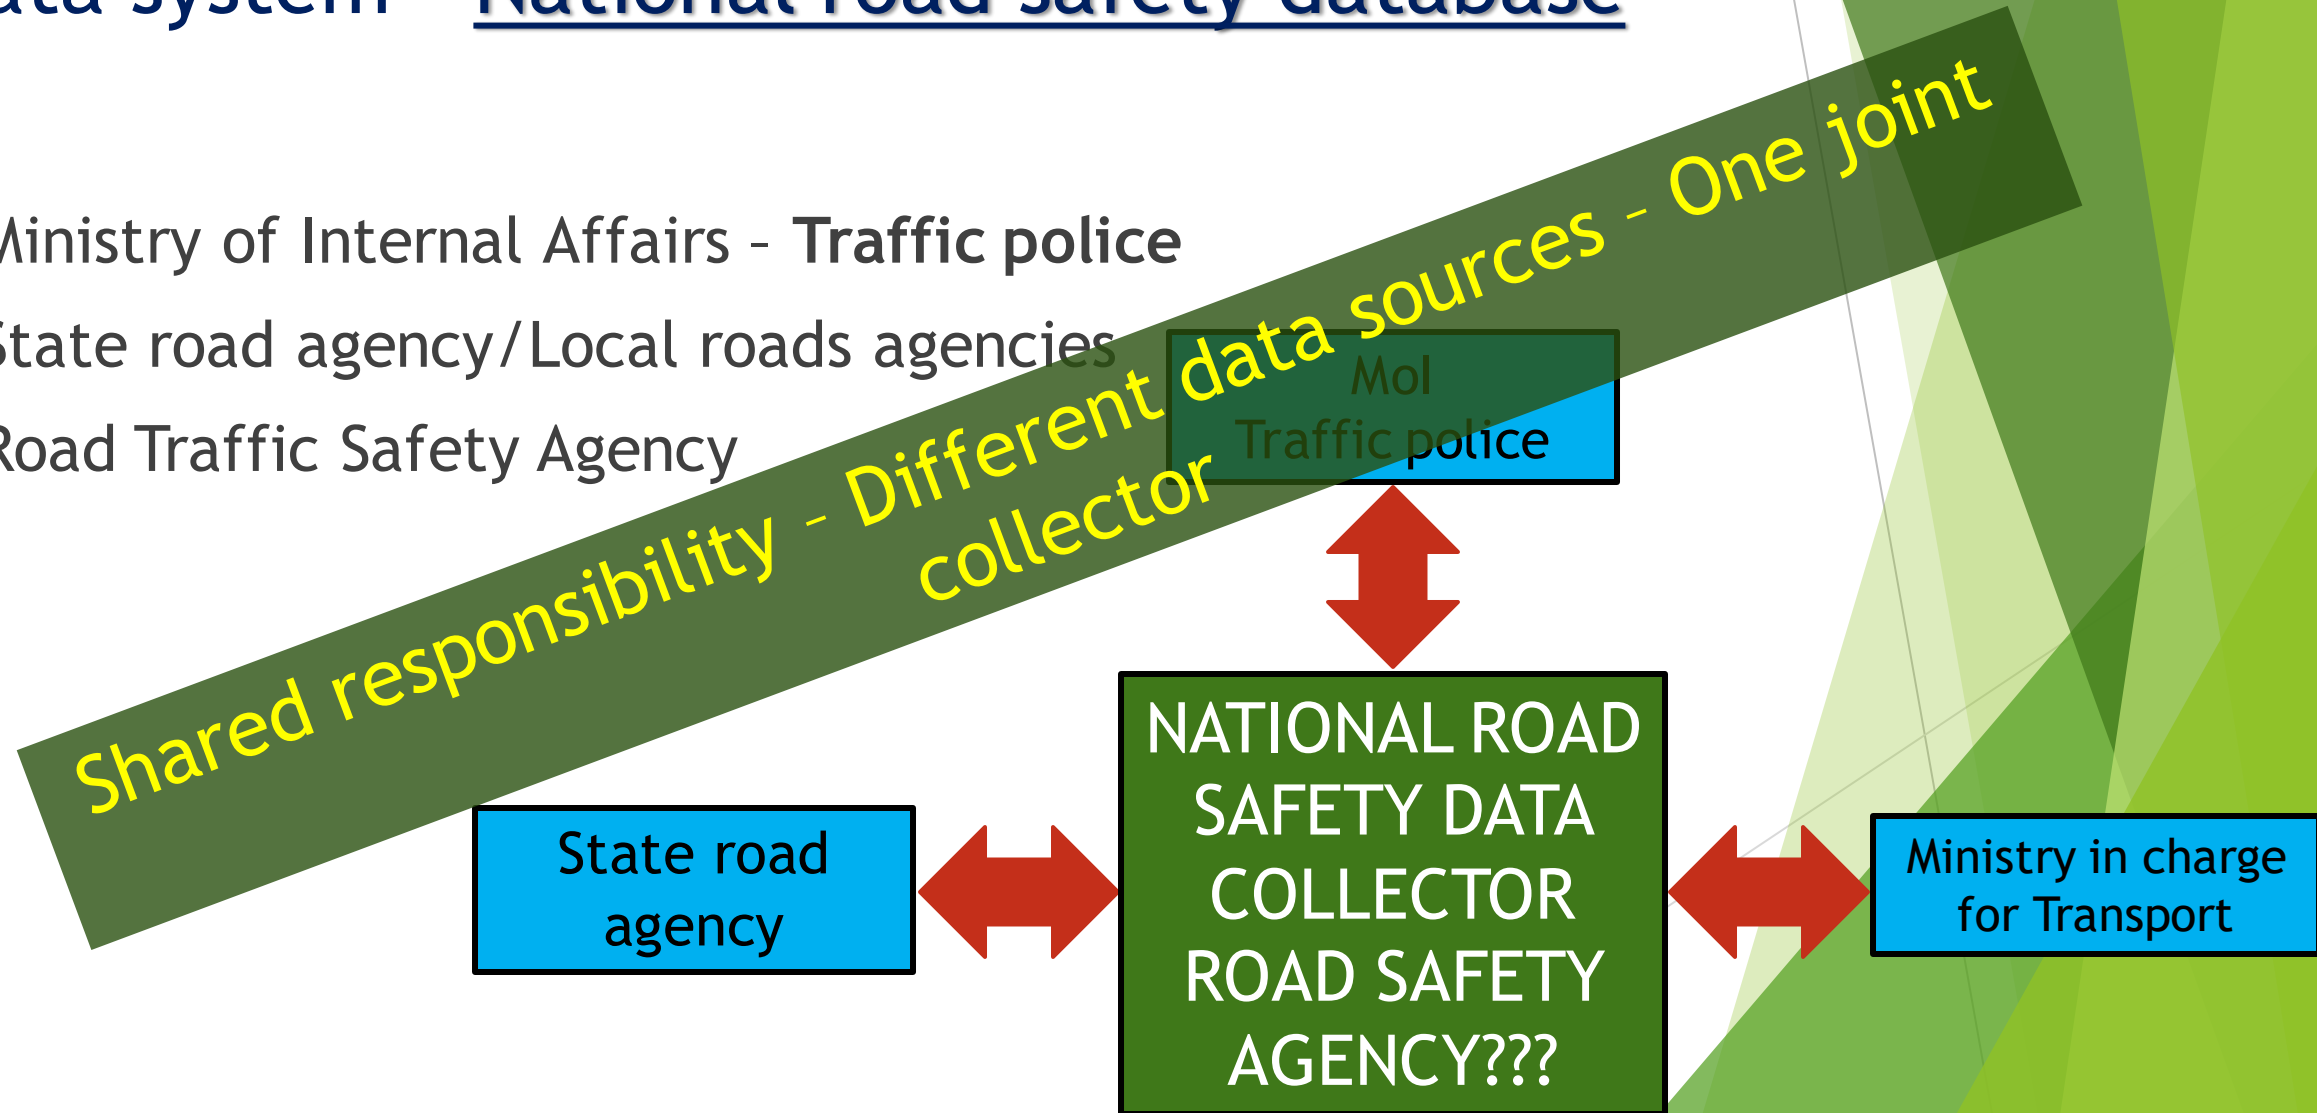 ata system - National road safety database
Ministry of Internal Affairs – Traffic police
State road agency/Local roads agencies
Road Traffic Safety Agency
Shared responsibility – Different data sources – One joint
collector
MoI
Traffic police
NATIONAL ROAD
SAFETY DATA
COLLECTOR
ROAD SAFETY
AGENCY???
State road
agency
Ministry in charge
for Transport